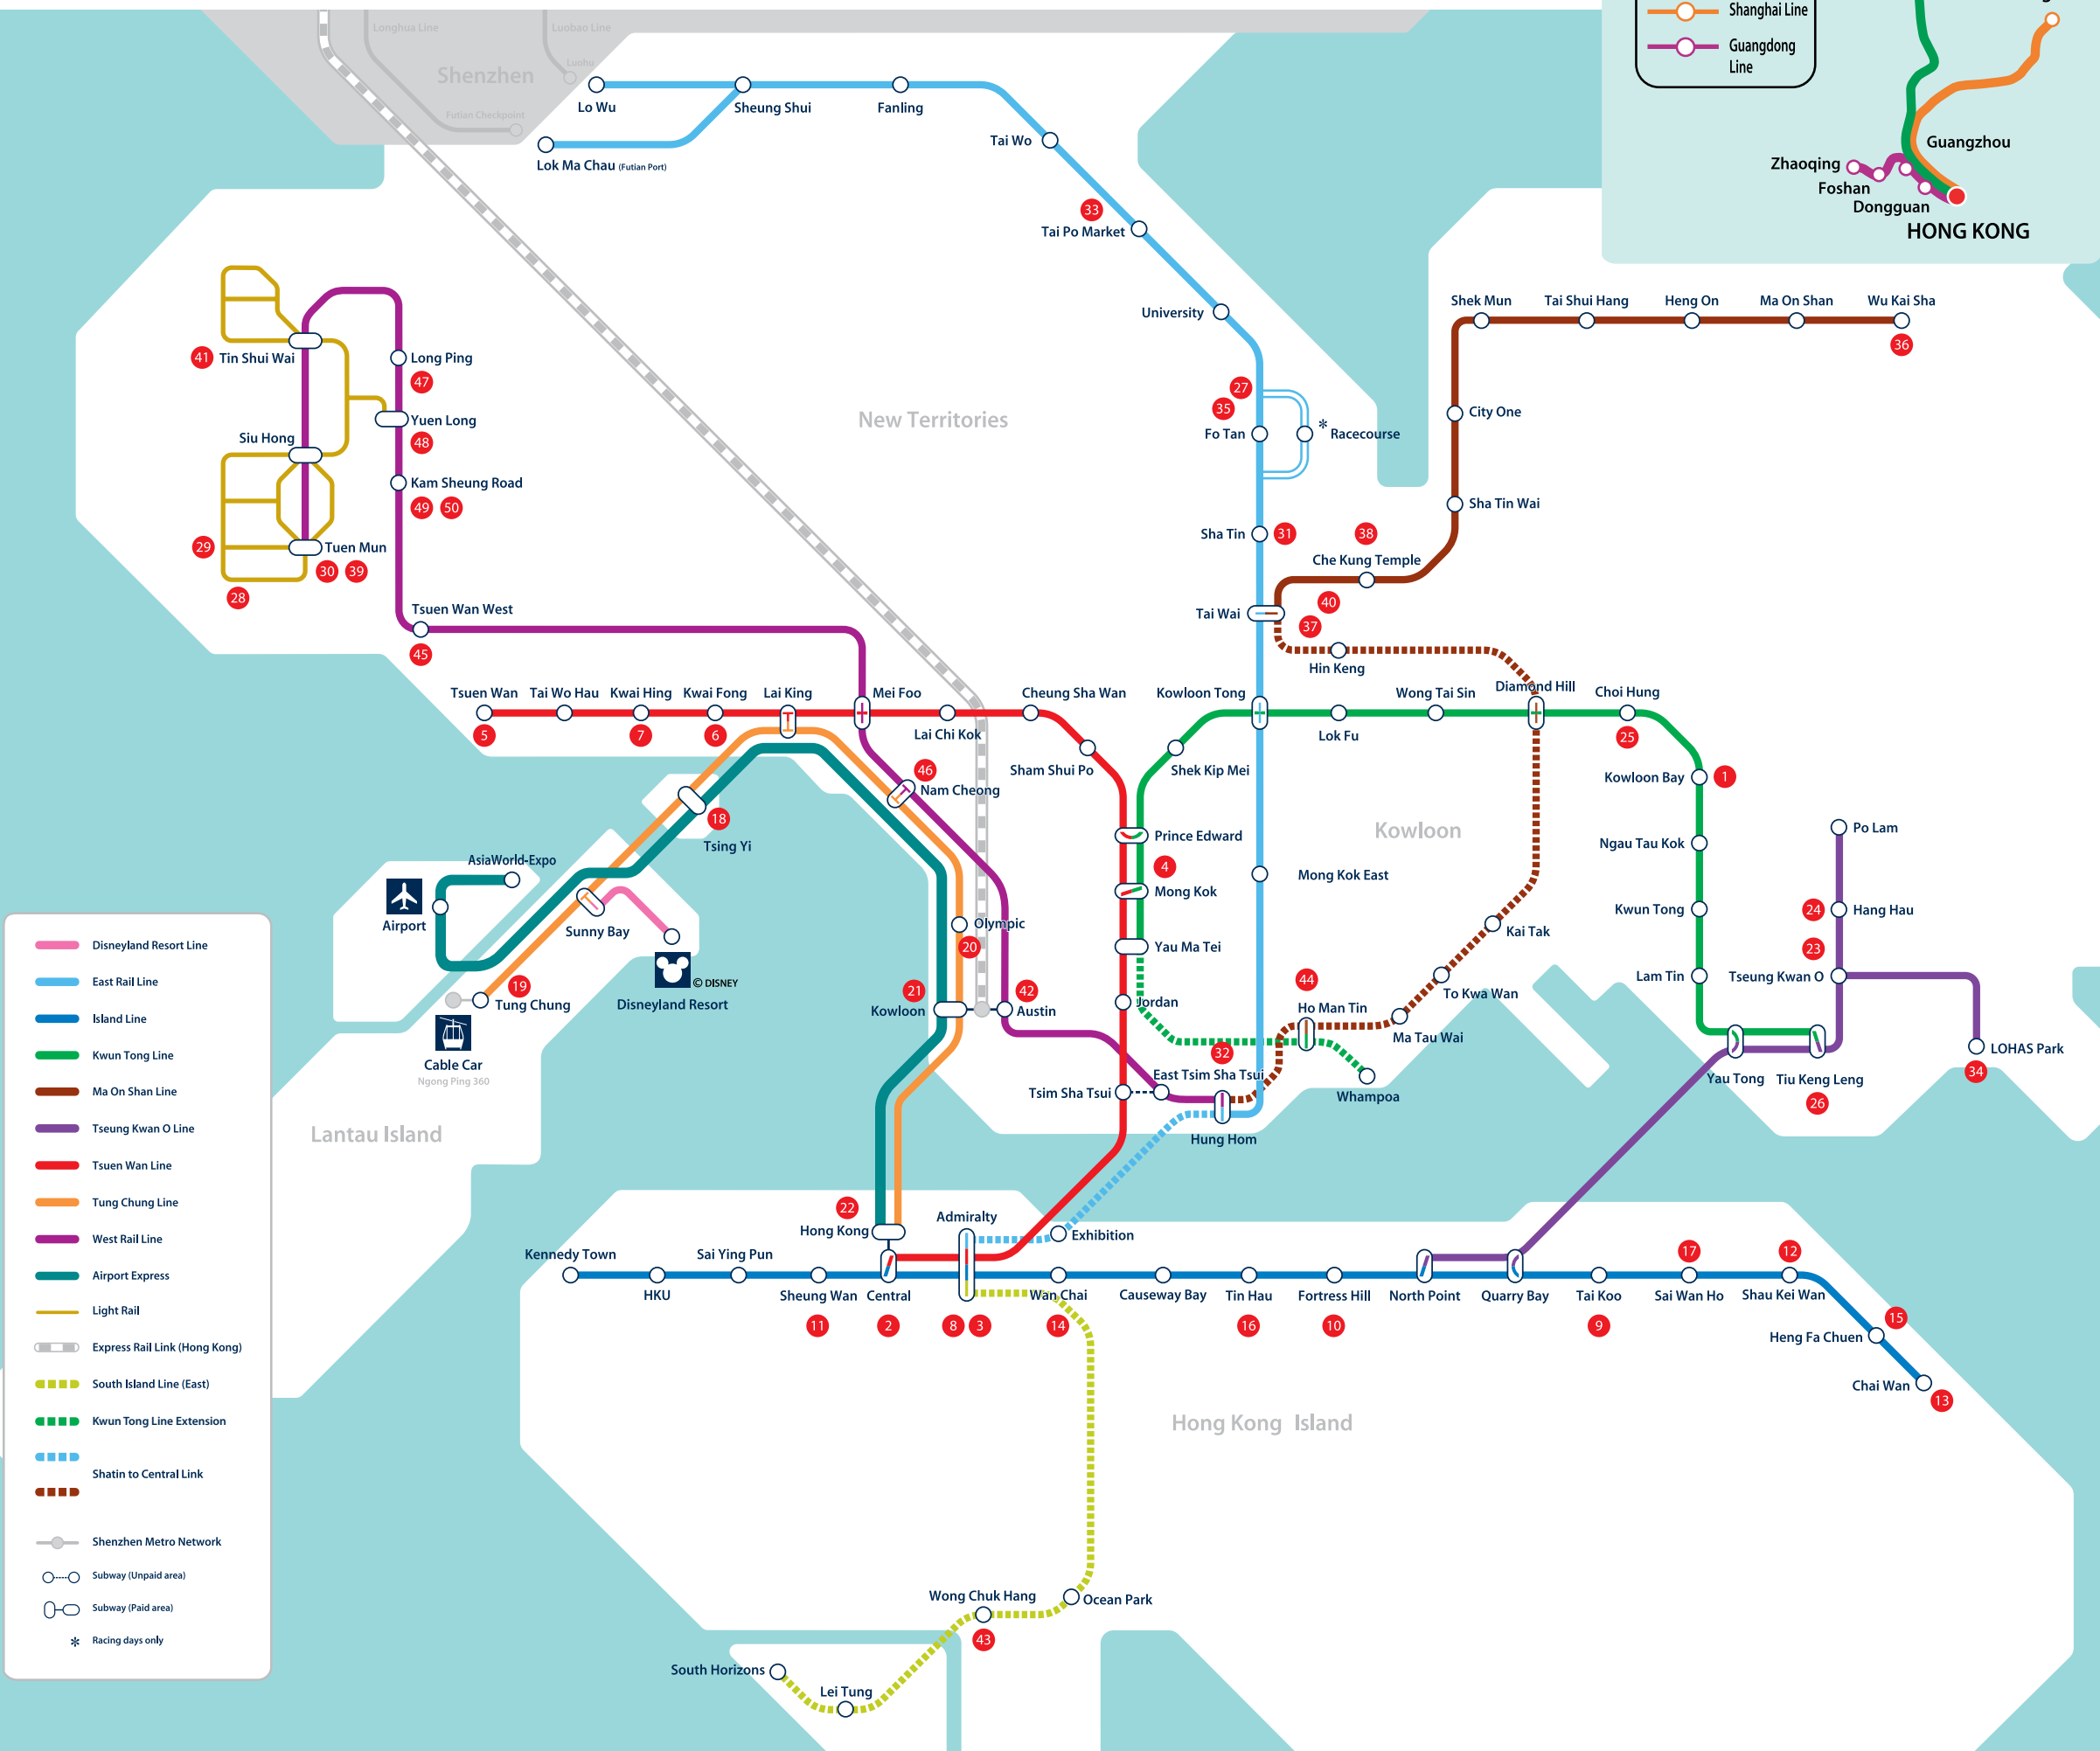 Shanghai Line
Guangdong
Line
Guangzhou
Zhaoqing
Foshan
Dongguan
HONG KONG
Longhua Line
Luobao Line
Luohu
Shenzhen
Futian Checkpoint
Lo Wu
Sheung Shui
Fanling
Lok Ma Chau (Futian Port)
Tai Wo
33
Tai Po Market
University
Shek Mun
Tai Shui Hang
Heng On
Ma On Shan
Wu Kai Sha
36
41
Tin Shui Wai
Long Ping
47
27
35
New Territories
City One
Yuen Long
48
Siu Hong
Fo Tan
*
Racecourse
Kam Sheung Road
49
50
Sha Tin Wai
29
Tuen Mun
30
39
28
Sha Tin
31
38
Che Kung Temple
Tsuen Wan West
45
Tai Wai
40
37
Hin Keng
Tsuen Wan
Tai Wo Hau
Kwai Hing
Kwai Fong
Lai King
Mei Foo
Cheung Sha Wan
Kowloon Tong
Wong Tai Sin
Diamond Hill
Choi Hung
5
7
6
Lai Chi Kok
Lok Fu
25
Sham Shui Po
Shek Kip Mei
Kowloon Bay
1
46
Nam Cheong
18
Tsing Yi
Prince Edward
Kowloon
Ngau Tau Kok
Po Lam
AsiaWorld-Expo
4
Mong Kok
Mong Kok East
Airport
Sunny Bay
Olympic
20
Kwun Tong
24
Hang Hau
Kai Tak
Yau Ma Tei
23
Lam Tin
Tseung Kwan O
© DISNEY
Disneyland Resort
19
Tung Chung
21
Kowloon
42
Austin
Jordan
44
Ho Man Tin
To Kwa Wan
Ma Tau Wai
Cable Car
Ngong Ping 360
32
East Tsim Sha Tsui
Tsim Sha Tsui
Whampoa
Yau Tong
Tiu Keng Leng
26
LOHAS Park
34
Hung Hom
Lantau Island
22
Hong Kong
Admiralty
Exhibition
Kennedy Town
Sai Ying Pun
17
12
HKU
Sheung Wan
Central
Wan Chai
Causeway Bay
Tin Hau
Fortress Hill
North Point
Quarry Bay
Tai Koo
Sai Wan Ho
Shau Kei Wan
11
2
8
3
14
16
10
9
15
Heng Fa Chuen
Chai Wan
13
Hong Kong Island
Wong Chuk Hang
43
Ocean Park
South Horizons
Lei Tung
Disneyland Resort Line
East Rail Line
Island Line
Kwun Tong Line
Ma On Shan Line
Tseung Kwan O Line
Tsuen Wan Line
Tung Chung Line
West Rail Line
Airport Express
Light Rail
Express Rail Link (Hong Kong)
South Island Line (East)
Kwun Tong Line Extension
Shatin to Central Link
Shenzhen Metro Network
Subway (Unpaid area)
Subway (Paid area)
* Racing days only